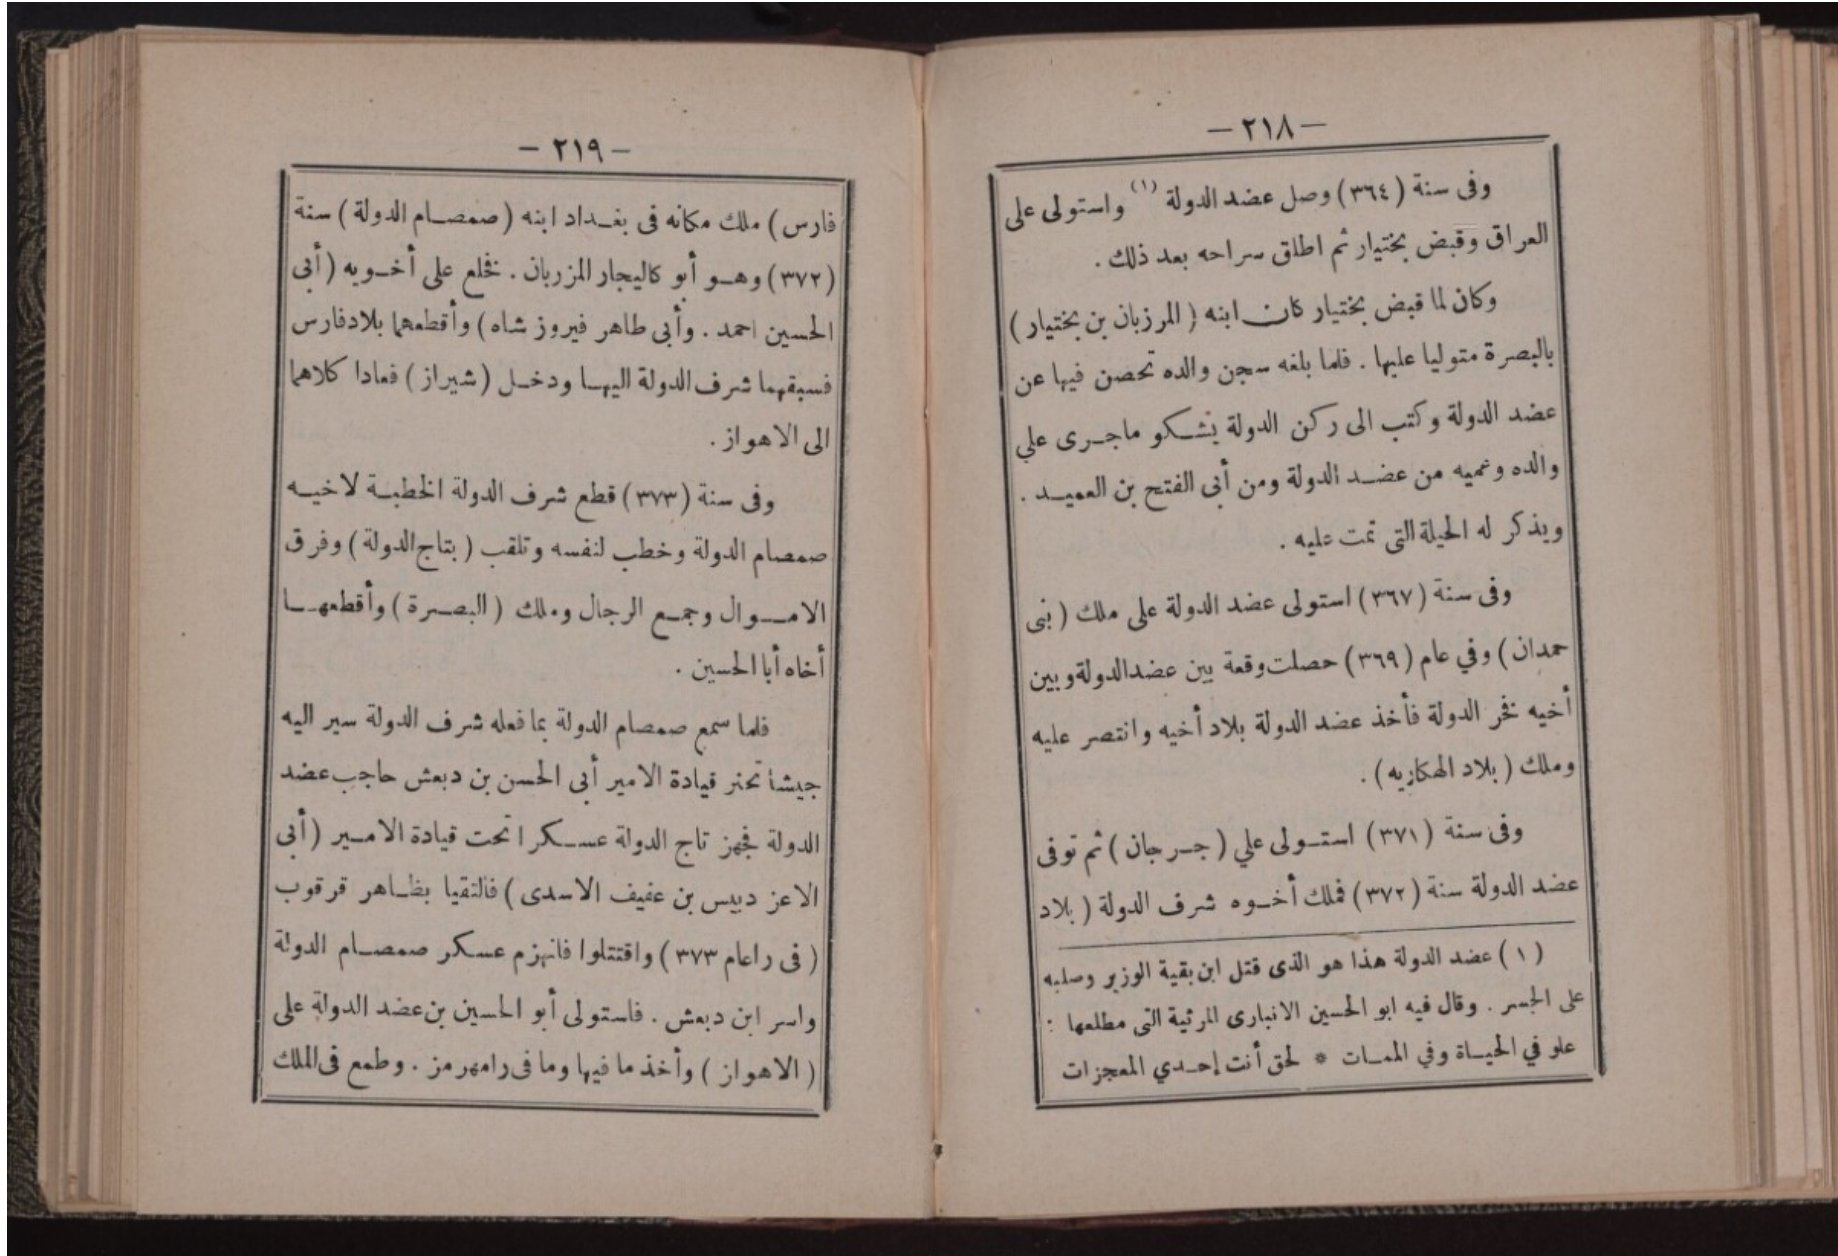 — ٢١٨ —
وفى سنة (٣٦٤) وصل عضد الدولة (١) واستولى على
العراق وقبض بختيار ثم اطلق سراحه بعد ذلك .
وكان لما قبض بختيار كان ابنه ( المرزبان بن بختيار )
بالبصرة متوليا عليها . فلما بلغه سجن والده تحصن فيها عن
عضد الدولة وكتب الى ركن الدولة يشكو ماجرى علي
والده وعميه من عضد الدولة ومن أبى الفتح بن العميد .
ويذكر له الحيلة التى تمت عليه .
وفى سنة (٣٦٧) استولى عضد الدولة على ملك ( بنى
حمدان ) وفي عام (٣٦٩) حصلت وقعة بين عضد الدولة وبين
أخيه فخر الدولة فأخذ عضد الدولة بلاد أخيه وانتصر عليه
وملك ( بلاد الهكازيه ) .
وفى سنة (٣٧١) استولى علي ( جرجان ) ثم توفى
عضد الدولة سنة (٣٧٢) فملك أخوه شرف الدولة ( بلاد
(١) عضد الدولة هذا هو الذى قتل ابن بقية الوزير وصلبه
على الجسر . وقال فيه ابو الحسين الانبارى المرثية التى مطلعها :
علو في الحياة وفي الممات * لحق أنت إحدي المعجزات
— ٢١٩ —
فارس ) ملك مكانه فى بغداد ابنه ( صمصام الدولة ) سنة
(٣٧٢) وهو أبو كاليجار المزربان . فخلع على أخويه ( أبى
الحسين احمد . وأبى طاهر فيروز شاه ) وأقطعهما بلاد فارس
فسبقهما شرف الدولة اليها ودخل ( شيراز ) فعادا كلاهما
الى الاهواز .
وفى سنة (٣٧٣) قطع شرف الدولة الخطبة لاخيه
صمصام الدولة وخطب لنفسه وتلقب ( بتاج الدولة ) وفرق
الاموال وجمع الرجال وملك ( البصرة ) وأقطعها
أخاه أبا الحسين .
فلما سمع صمصام الدولة بما فعله شرف الدولة سير اليه
جيشا تحتر قيادة الامير أبى الحسن بن دبعش حاجب عضد
الدولة فجهز تاج الدولة عسكرا تحت قيادة الامير ( أبى
الاعز دبيس بن عفيف الاسدى ) فالتقيا بظاهر قرقوب
( فى راعام ٣٧٣ ) واقتتلوا فانهزم عسكر صمصام الدولة
واسر ابن دبعش . فاستولى أبو الحسين بن عضد الدولة على
( الاهواز ) وأخذ ما فيها وما فى رامهرمز . وطمع فى الملك